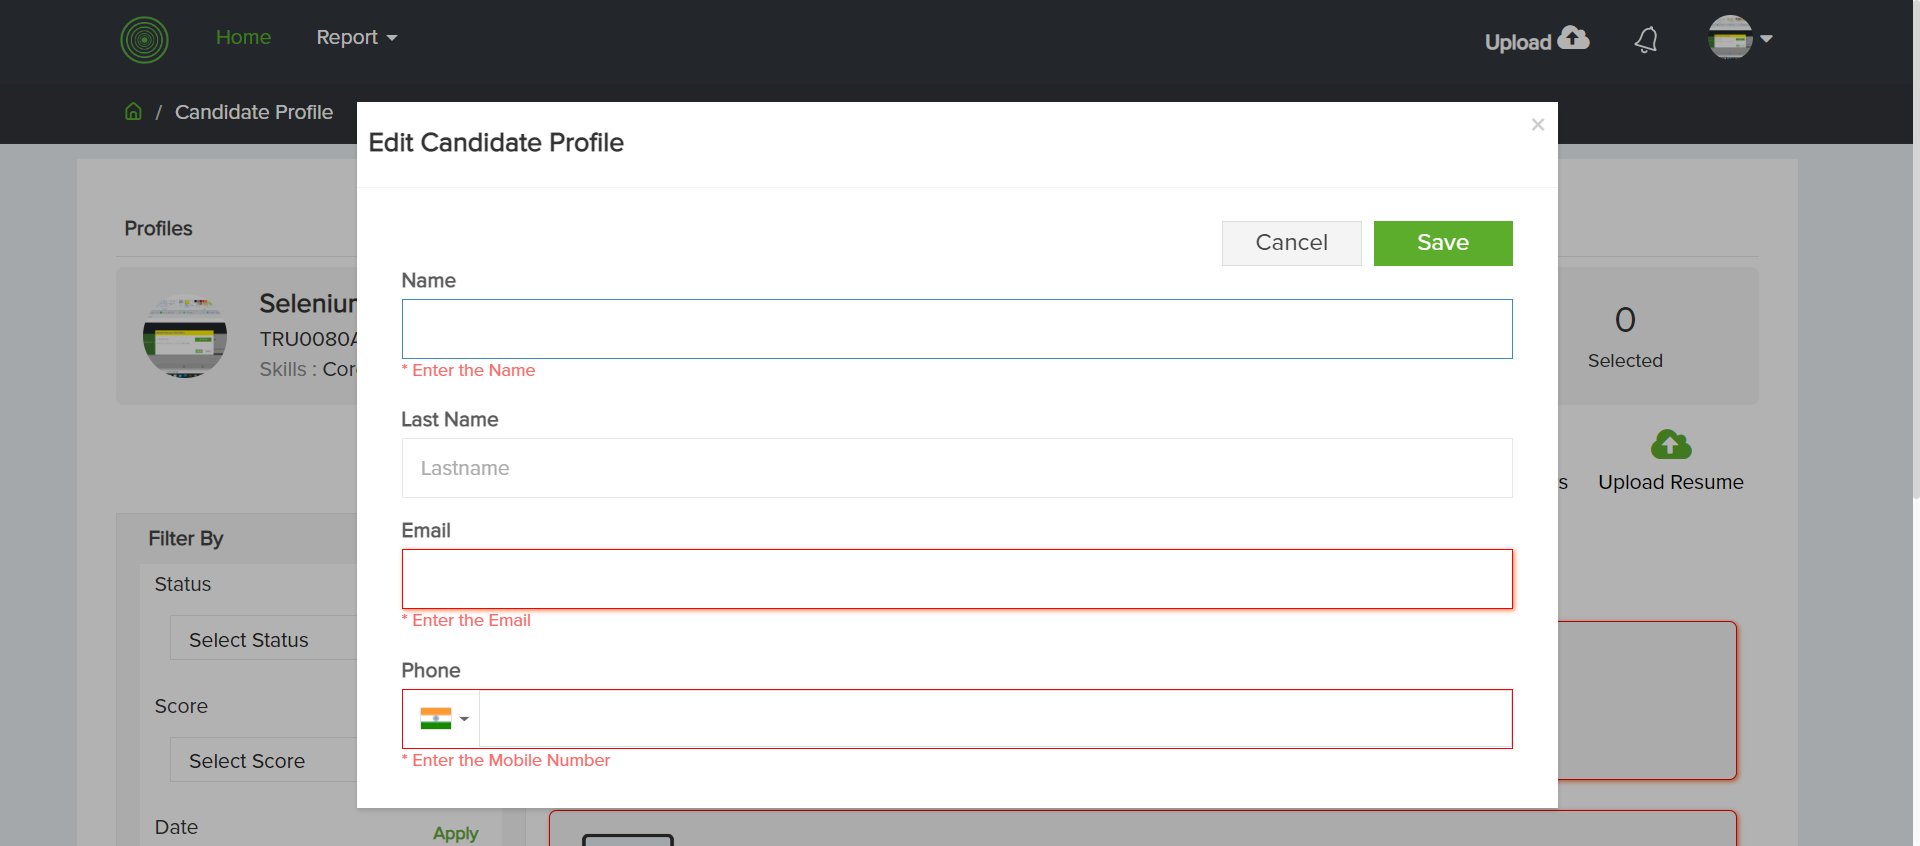 Home
Report
Upload
/ Candidate Profile
Edit Candidate Profile
×
Profiles
Cancel
Save
Name
* Enter the Name
Last Name
Lastname
Email
* Enter the Email
Phone
* Enter the Mobile Number
TRU0080A
Skills :
0
Selected
Upload Resume
Filter By
Status
Select Status
Score
Select Score
Date
Apply